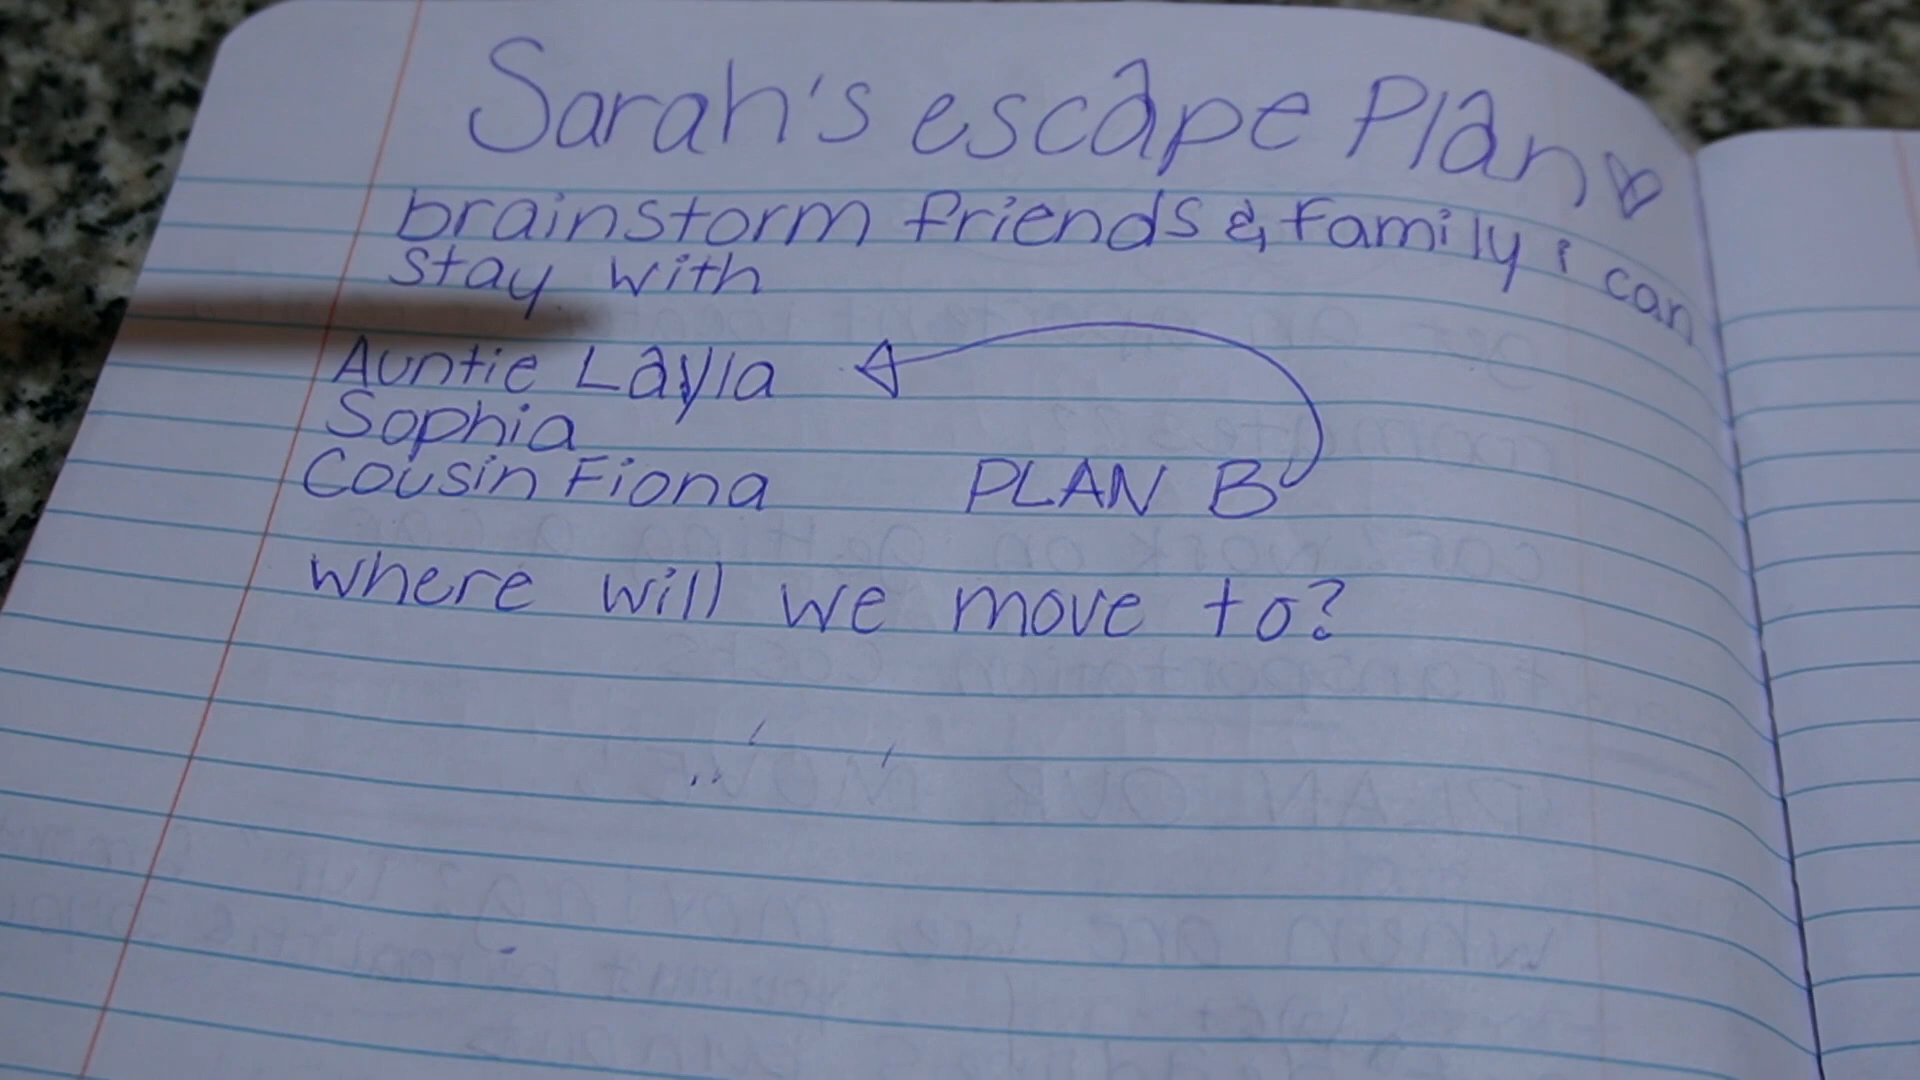 Sarah's escape Plan
brainstorm friends & family i can
stay with
Auntie Layla
Sophia
Cousin Fiona PLAN B
where will we move to?